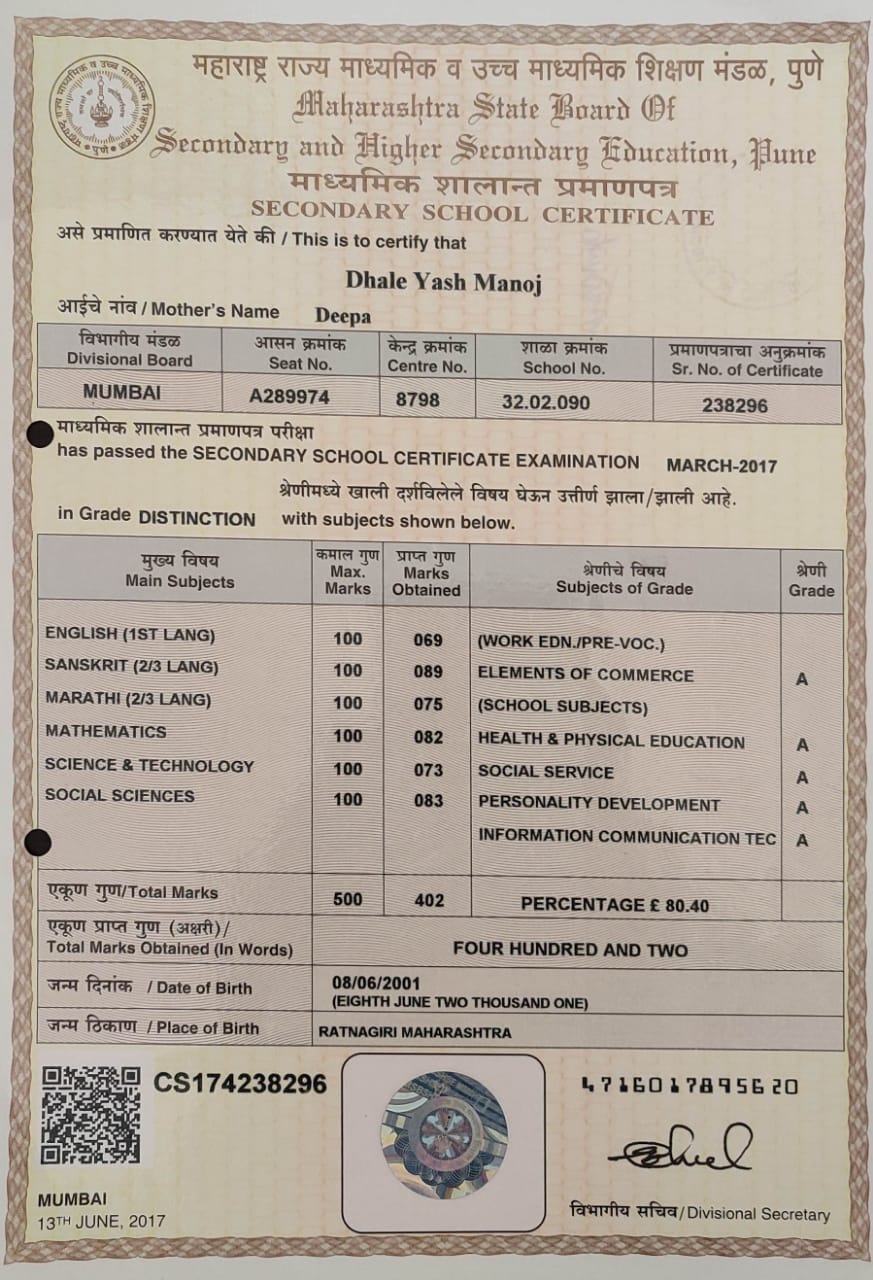 महाराष्ट्र राज्य माध्यमिक व उच्च माध्यमिक शिक्षण मंडळ, पुणे
Maharashtra State Board Of
Secondary and Higher Secondary Education, Pune
माध्यमिक शालान्त प्रमाणपत्र
SECONDARY SCHOOL CERTIFICATE
असे प्रमाणित करण्यात येते की / This is to certify that
Dhale Yash Manoj
आईचे नांव / Mother's Name Deepa
विभागीय मंडळ आसन क्रमांक केन्द्र क्रमांक शाळा क्रमांक प्रमाणपत्राचा अनुक्रमांक
Divisional Board Seat No. Centre No. School No. Sr. No. of Certificate
MUMBAI A289974 8798 32.02.090 238296
माध्यमिक शालान्त प्रमाणपत्र परीक्षा
has passed the SECONDARY SCHOOL CERTIFICATE EXAMINATION MARCH-2017
श्रेणीमध्ये खाली दर्शविलेले विषय घेऊन उत्तीर्ण झाला/झाली आहे.
in Grade DISTINCTION with subjects shown below.
मुख्य विषय कमाल गुण प्राप्त गुण श्रेणीचे विषय श्रेणी
Main Subjects Max. Marks Marks Obtained Subjects of Grade Grade
ENGLISH (1ST LANG) 100 069 (WORK EDN./PRE-VOC.)
SANSKRIT (2/3 LANG) 100 089 ELEMENTS OF COMMERCE A
MARATHI (2/3 LANG) 100 075 (SCHOOL SUBJECTS)
MATHEMATICS 100 082 HEALTH & PHYSICAL EDUCATION A
SCIENCE & TECHNOLOGY 100 073 SOCIAL SERVICE A
SOCIAL SCIENCES 100 083 PERSONALITY DEVELOPMENT A
INFORMATION COMMUNICATION TEC A
एकूण गुण/Total Marks 500 402 PERCENTAGE £ 80.40
एकूण प्राप्त गुण (अक्षरी)/
Total Marks Obtained (In Words) FOUR HUNDRED AND TWO
जन्म दिनांक / Date of Birth 08/06/2001
(EIGHTH JUNE TWO THOUSAND ONE)
जन्म ठिकाण / Place of Birth RATNAGIRI MAHARASHTRA
CS174238296 4716017895620
MUMBAI
13TH JUNE, 2017
विभागीय सचिव/Divisional Secretary